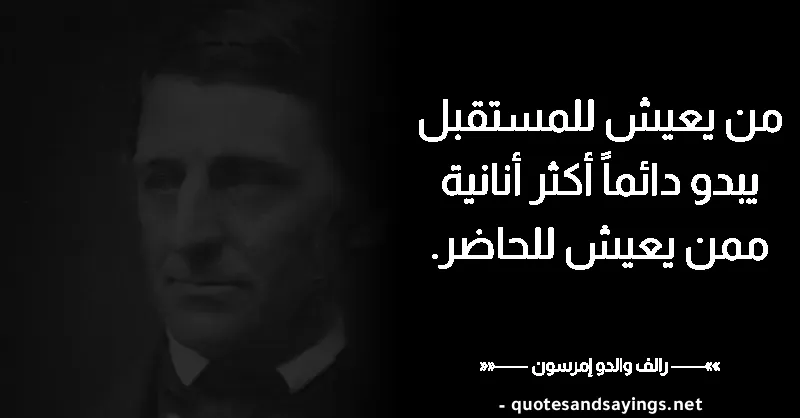 من يعيش للمستقبل
يبدو دائماً أكثر أنانية
ممن يعيش للحاضر.
««—— رالف والدو إمرسون ——»»
- quotesandsayings.net